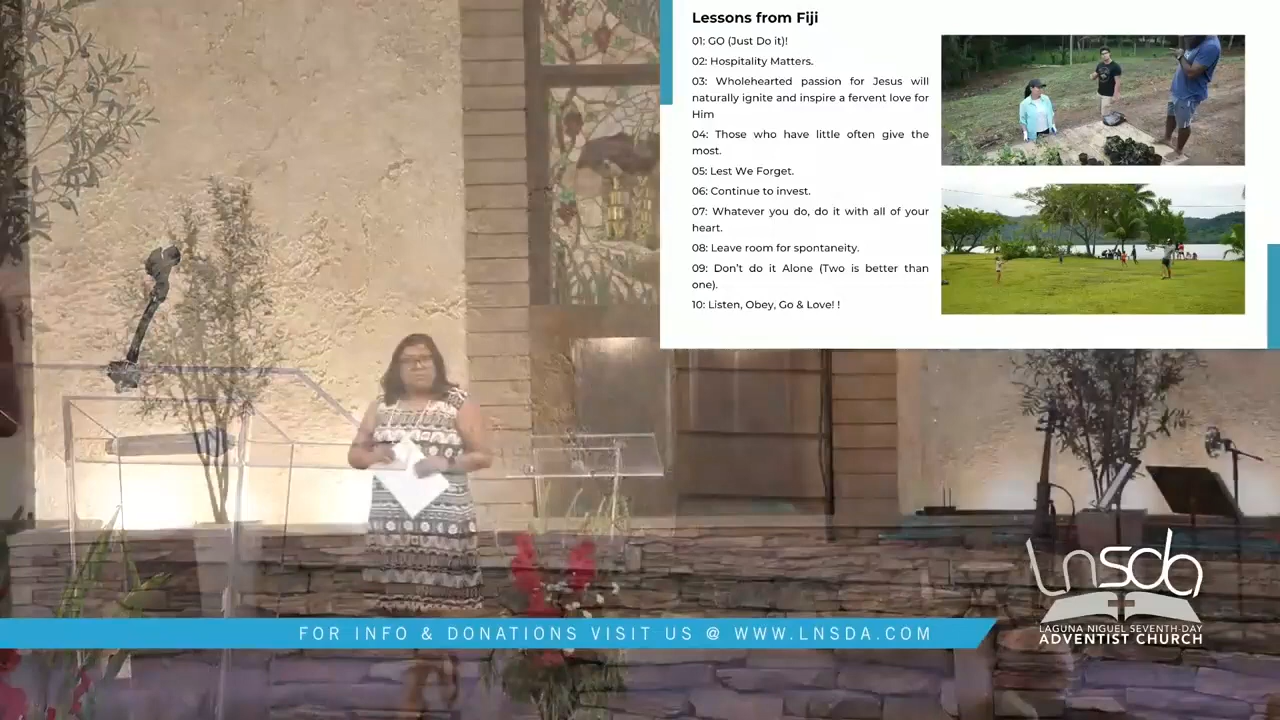 Lessons from Fiji
01: GO (Just Do it)!
02: Hospitality Matters.
03: Wholehearted passion for Jesus will
naturally ignite and inspire a fervent love for
Him
04: Those who have little often give the
most.
05: Lest We Forget.
06: Continue to invest.
07: Whatever you do, do it with all of your
heart.
08: Leave room for spontaneity.
09: Don't do it Alone (Two is better than
one).
10: Listen, Obey, Go & Love! !
FOR INFO & DONATIONS VISIT US @ WWW.LNSDA.COM
Lnsda
LAGUNA NIGUEL SEVENTH-DAY
ADVENTIST CHURCH